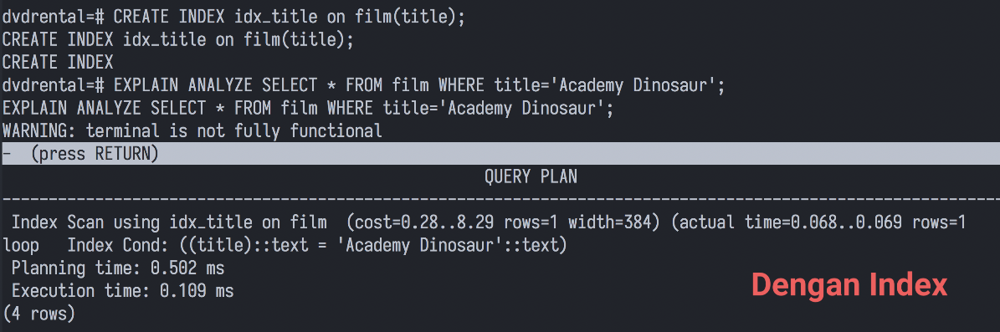 dvdrental=# CREATE INDEX idx_title on film(title);
CREATE INDEX idx_title on film(title);
CREATE INDEX
dvdrental=# EXPLAIN ANALYZE SELECT * FROM film WHERE title='Academy Dinosaur';
EXPLAIN ANALYZE SELECT * FROM film WHERE title='Academy Dinosaur';
WARNING: terminal is not fully functional
-  (press RETURN)
QUERY PLAN
------------------------------------------------------------------------------------------------------------
Index Scan using idx_title on film  (cost=0.28..8.29 rows=1 width=384) (actual time=0.068..0.069 rows=1
loop   Index Cond: ((title)::text = 'Academy Dinosaur'::text)
Planning time: 0.502 ms
Execution time: 0.109 ms
(4 rows)
Dengan Index